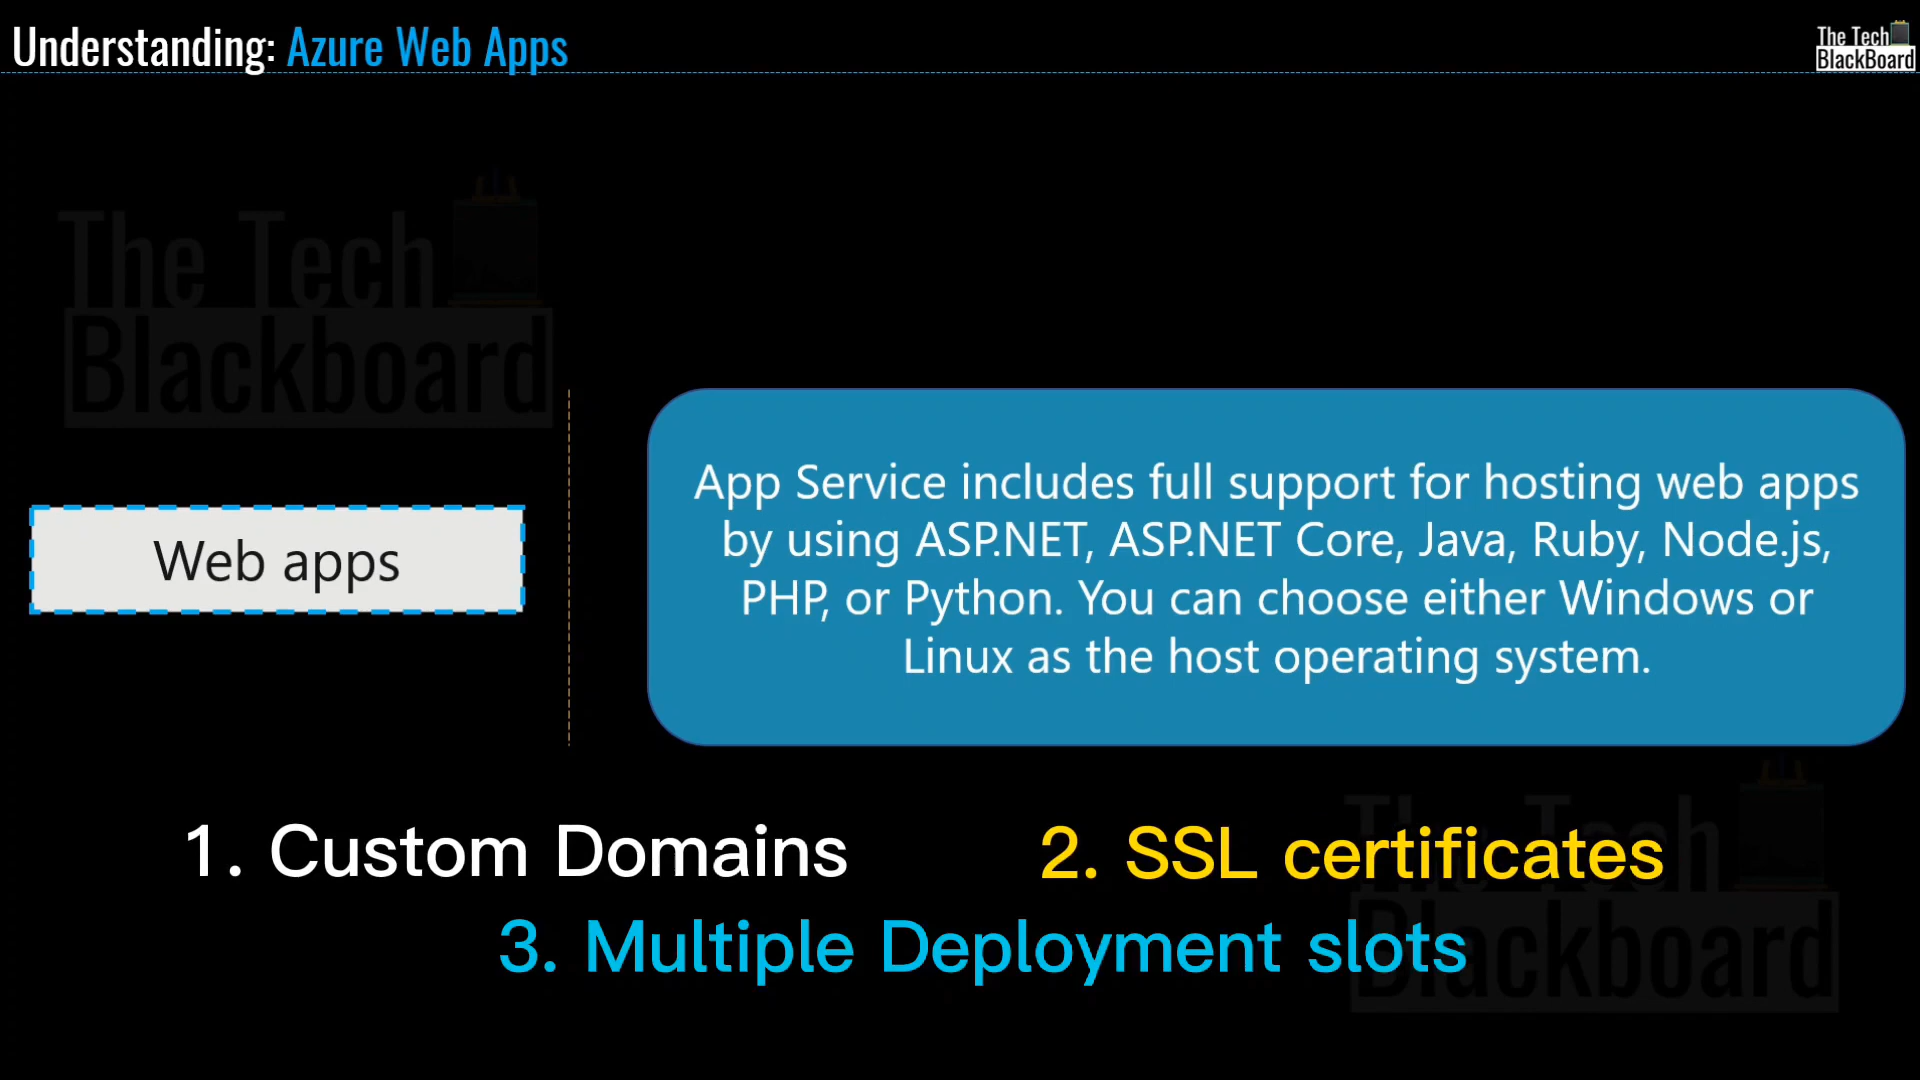 Understanding: Azure Web Apps
The Tech
BlackBoard
The Tech
Blackboard
Web apps
App Service includes full support for hosting web apps
by using ASP.NET, ASP.NET Core, Java, Ruby, Node.js,
PHP, or Python. You can choose either Windows or
Linux as the host operating system.
1. Custom Domains
2. SSL certificates
3. Multiple Deployment slots
The Tech
Blackboard